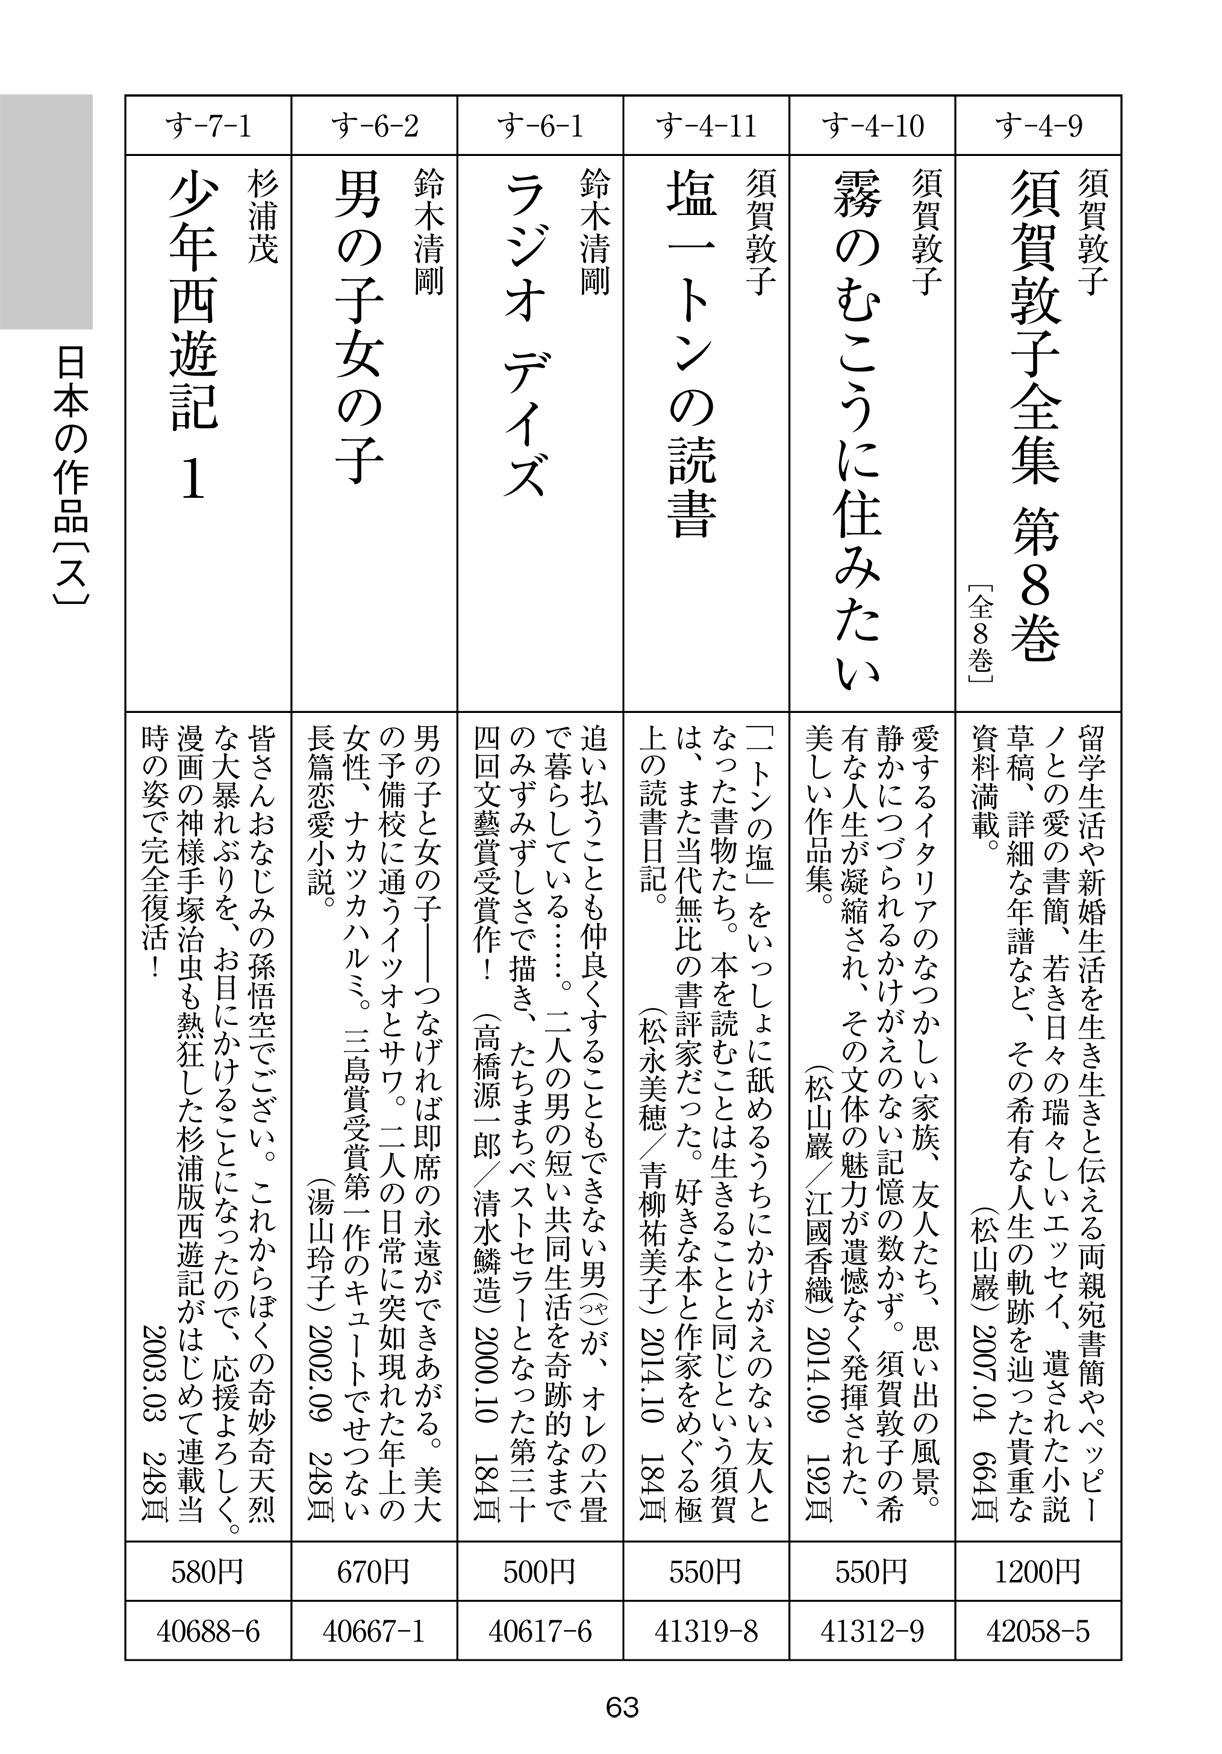 す-4-9
須賀敦子
須賀敦子全集 第8巻
［全8巻］
留学生活や新婚生活を生き生きと伝える両親宛書簡やペッピー
ノとの愛の書簡、若き日々の瑞々しいエッセイ、遺された小説
草稿、詳細な年譜など、その希有な人生の軌跡を辿った貴重な
資料満載。　（松山巖）2007.04　664頁
1200円
42058-5
す-4-10
須賀敦子
霧のむこうに住みたい
愛するイタリアのなつかしい家族、友人たち、思い出の風景。
静かにつづられるかけがえのない記憶の数かず。須賀敦子の希
有な人生が凝縮され、その文体の魅力が遺憾なく発揮された、
美しい作品集。　（松山巖／江國香織）2014.09　192頁
550円
41312-9
す-4-11
須賀敦子
塩一トンの読書
「一トンの塩」をいっしょに舐めるうちにかけがえのない友人と
なった書物たち。本を読むことは生きることと同じという須賀
は、また当代無比の書評家だった。好きな本と作家をめぐる極
上の読書日記。　（松永美穂／青柳祐美子）2014.10　184頁
550円
41319-8
す-6-1
鈴木清剛
ラジオ デイズ
追い払うことも仲良くすることもできない男（やつ）が、オレの六畳
で暮らしている……。二人の男の短い共同生活を奇跡的なまで
のみずみずしさで描き、たちまちベストセラーとなった第三十
四回文藝賞受賞作！　（高橋源一郎／清水鱗造）2000.10　184頁
500円
40617-6
す-6-2
鈴木清剛
男の子女の子
男の子と女の子――つなげれば即席の永遠ができあがる。美大
の予備校に通うイツオとサワ。二人の日常に突如現れた年上の
女性、ナカツカハルミ。三島賞受賞第一作のキュートでせつない
長篇恋愛小説。　（湯山玲子）2002.09　248頁
670円
40667-1
す-7-1
杉浦茂
少年西遊記 1
皆さんおなじみの孫悟空でござい。これからぼくの奇妙奇天烈
な大暴れぶりを、お目にかけることになったので、応援よろしく。
漫画の神様手塚治虫も熱狂した杉浦版西遊記がはじめて連載当
時の姿で完全復活！　2003.03　248頁
580円
40688-6
日本の作品［ス］
63